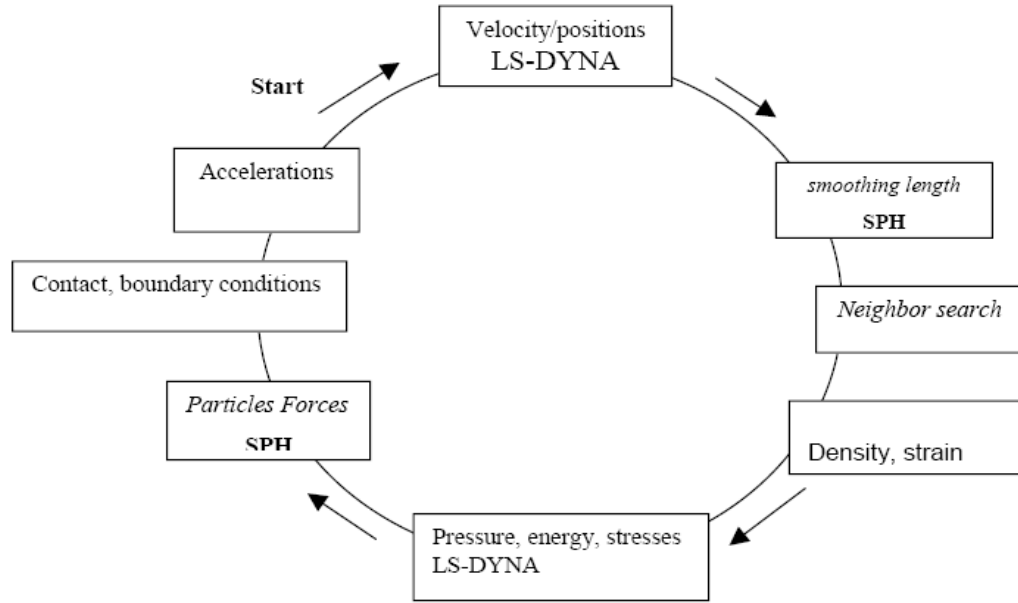 Velocity/positions
LS-DYNA
Start
Accelerations
smoothing length
SPH
Contact, boundary conditions
Neighbor search
Particles Forces
SPH
Density, strain
Pressure, energy, stresses
LS-DYNA